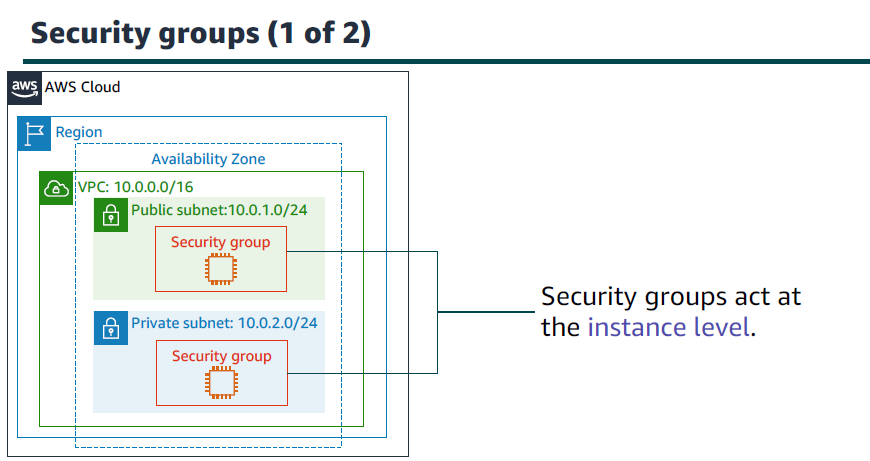 Security groups (1 of 2)
aws
AWS Cloud
Region
Availability Zone
VPC: 10.0.0.0/16
Public subnet:10.0.1.0/24
Security group
Private subnet: 10.0.2.0/24
Security group
Security groups act at
the instance level.